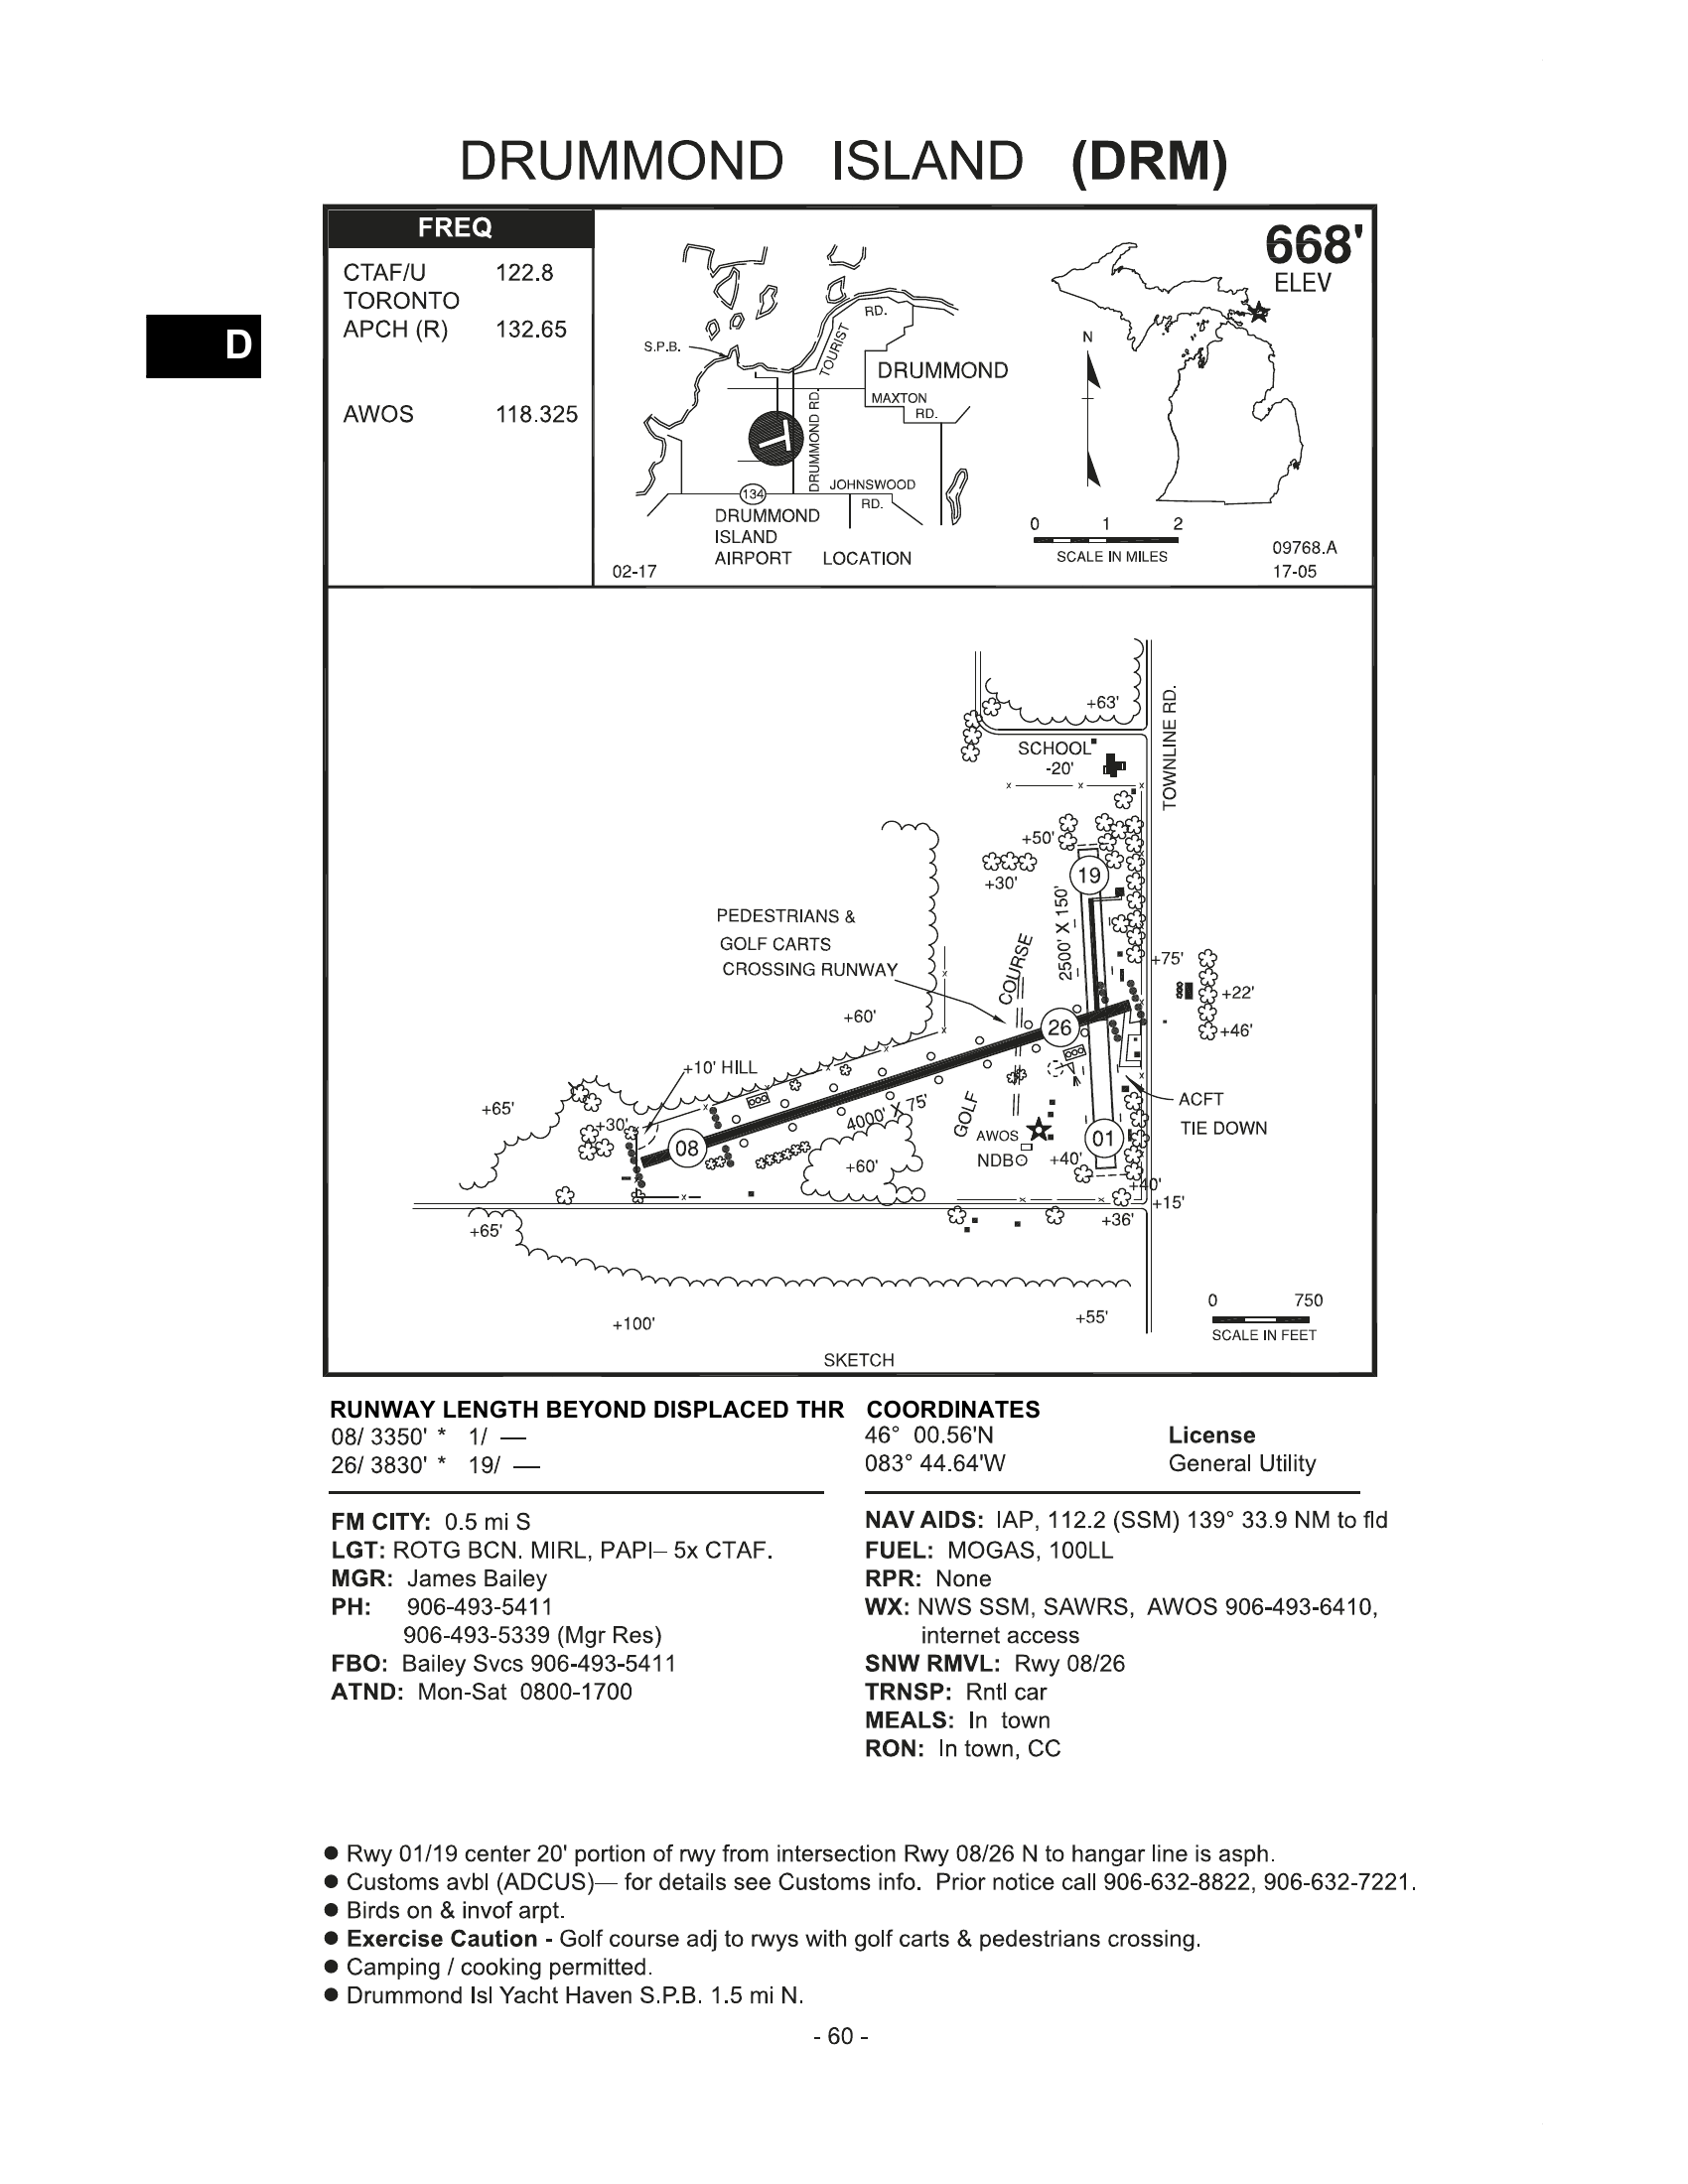 DRUMMOND ISLAND (DRM)
FREQ
CTAF/U 122.8
TORONTO
APCH (R) 132.65
AWOS 118.325
D
668'
ELEV
RD.
TOURIST
S.P.B.
DRUMMOND
MAXTON
RD.
DRUMMOND RD.
JOHNSWOOD
RD.
134
DRUMMOND
ISLAND
AIRPORT LOCATION
02-17
N
0 1 2
SCALE IN MILES
09768.A
17-05
+63'
TOWNLINE RD.
SCHOOL
-20'
+50'
+30'
19
2500' X 150'
PEDESTRIANS &
GOLF CARTS
CROSSING RUNWAY
COURSE
+75'
+22'
+46'
+60'
26
+10' HILL
+65'
+30'
08
4000' X 75'
GOLF
AWOS
NDB
+40'
01
ACFT
TIE DOWN
+60'
+40'
+15'
+36'
+65'
+100'
+55'
0 750
SCALE IN FEET
SKETCH
RUNWAY LENGTH BEYOND DISPLACED THR
08/ 3350' * 1/ —
26/ 3830' * 19/ —
COORDINATES
46° 00.56'N
083° 44.64'W
License
General Utility
FM CITY: 0.5 mi S
LGT: ROTG BCN. MIRL, PAPI– 5x CTAF.
MGR: James Bailey
PH: 906-493-5411
906-493-5339 (Mgr Res)
FBO: Bailey Svcs 906-493-5411
ATND: Mon-Sat 0800-1700
NAV AIDS: IAP, 112.2 (SSM) 139° 33.9 NM to fld
FUEL: MOGAS, 100LL
RPR: None
WX: NWS SSM, SAWRS, AWOS 906-493-6410,
internet access
SNW RMVL: Rwy 08/26
TRNSP: Rntl car
MEALS: In town
RON: In town, CC
● Rwy 01/19 center 20' portion of rwy from intersection Rwy 08/26 N to hangar line is asph.
● Customs avbl (ADCUS)— for details see Customs info. Prior notice call 906-632-8822, 906-632-7221.
● Birds on & invof arpt.
● Exercise Caution - Golf course adj to rwys with golf carts & pedestrians crossing.
● Camping / cooking permitted.
● Drummond Isl Yacht Haven S.P.B. 1.5 mi N.
- 60 -